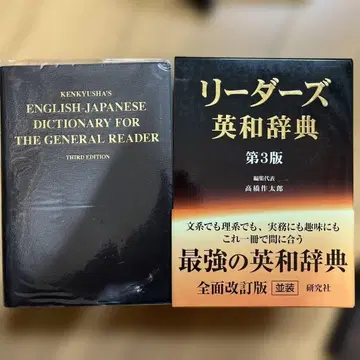 KENKYUSHA'S
ENGLISH-JAPANESE
DICTIONARY FOR
THE GENERAL READER
THIRD EDITION
リーダーズ
英和辞典
第3版
編集代表
高橋作太郎
文系でも理系でも、実務にも趣味にも
これ一冊で間に合う
最強の英和辞典
全面改訂版 並装 研究社